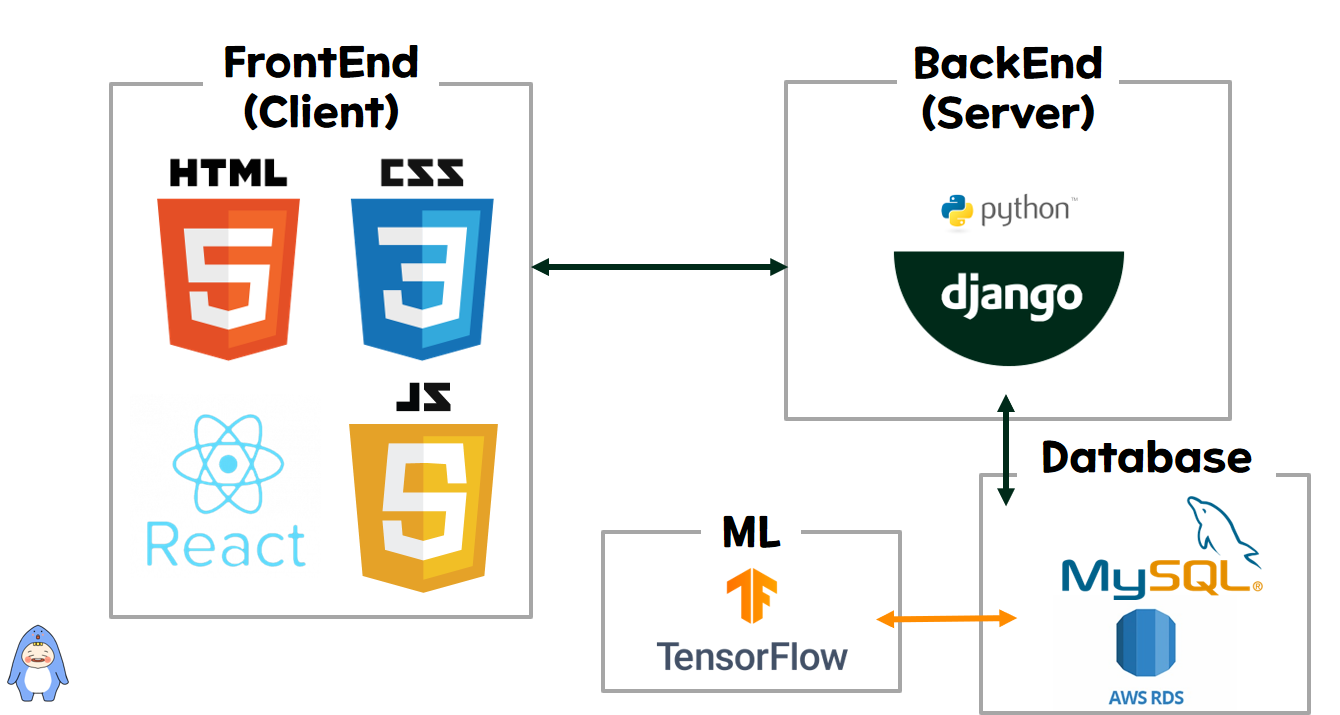 FrontEnd
(Client)
HTML
CSS
5
3
JS
React
5
BackEnd
(Server)
python™
django
Database
MySQL®
AWS RDS
ML
TF
TensorFlow